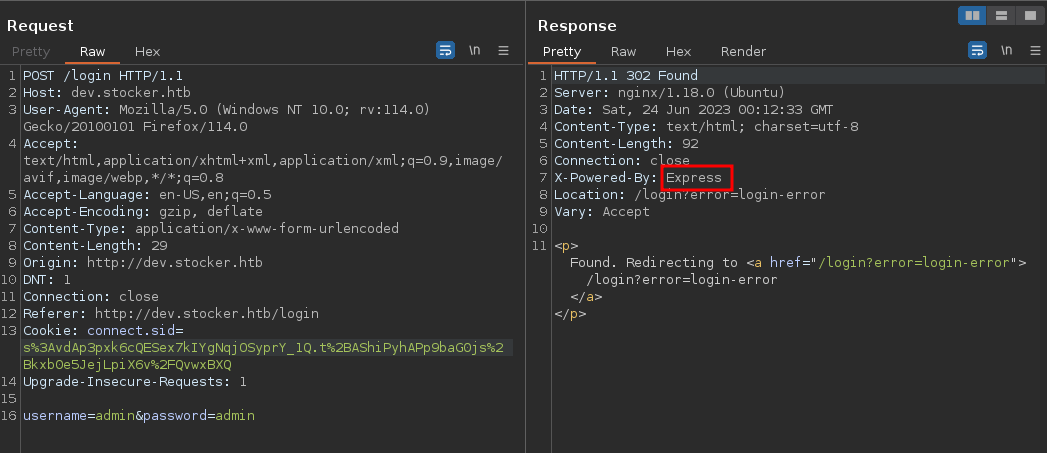 Request
Pretty Raw Hex \n
1 POST /login HTTP/1.1
2 Host: dev.stocker.htb
3 User-Agent: Mozilla/5.0 (Windows NT 10.0; rv:114.0)
Gecko/20100101 Firefox/114.0
4 Accept:
text/html,application/xhtml+xml,application/xml;q=0.9,image/
avif,image/webp,*/*;q=0.8
5 Accept-Language: en-US,en;q=0.5
6 Accept-Encoding: gzip, deflate
7 Content-Type: application/x-www-form-urlencoded
8 Content-Length: 29
9 Origin: http://dev.stocker.htb
10 DNT: 1
11 Connection: close
12 Referer: http://dev.stocker.htb/login
13 Cookie: connect.sid=
s%3AvdAp3pxk6cQESex7kIYgNqjOSyprY_1Q.t%2BAShiPyhAPp9baGOjs%2
BkxbOe5JejLpiX6v%2FQvwxBXQ
14 Upgrade-Insecure-Requests: 1
15
16 username=admin&password=admin
Response
Pretty Raw Hex Render \n
1 HTTP/1.1 302 Found
2 Server: nginx/1.18.0 (Ubuntu)
3 Date: Sat, 24 Jun 2023 00:12:33 GMT
4 Content-Type: text/html; charset=utf-8
5 Content-Length: 92
6 Connection: close
7 X-Powered-By: Express
8 Location: /login?error=login-error
9 Vary: Accept
10
11 <p>
Found. Redirecting to <a href="/login?error=login-error">
/login?error=login-error
</a>
</p>